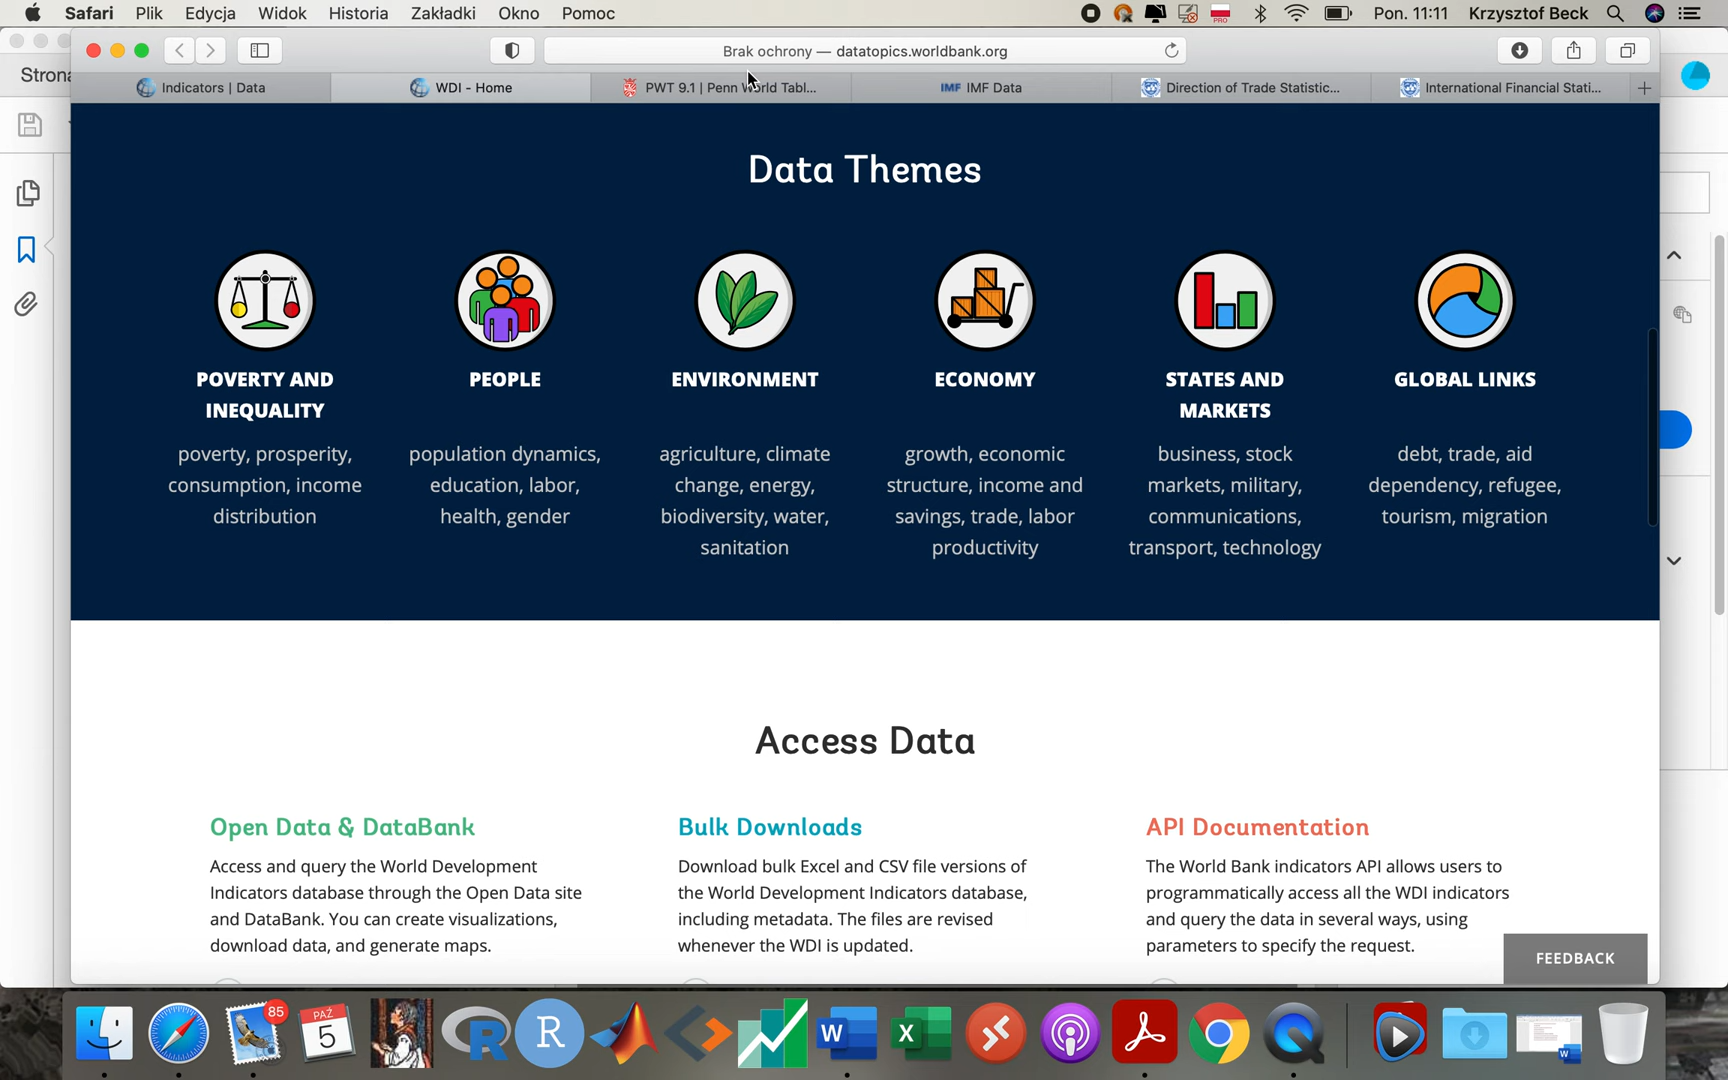 Safari Plik Edycja Widok Historia Zakładki Okno Pomoc
PRO
Pon. 11:11 Krzysztof Beck
Brak ochrony — datatopics.worldbank.org
Strona
Indicators | Data
WDI - Home
PWT 9.1 | Penn World Tabl...
IMF IMF Data
Direction of Trade Statistic...
International Financial Stati...
Data Themes
POVERTY AND
INEQUALITY
poverty, prosperity,
consumption, income
distribution
PEOPLE
population dynamics,
education, labor,
health, gender
ENVIRONMENT
agriculture, climate
change, energy,
biodiversity, water,
sanitation
ECONOMY
growth, economic
structure, income and
savings, trade, labor
productivity
STATES AND
MARKETS
business, stock
markets, military,
communications,
transport, technology
GLOBAL LINKS
debt, trade, aid
dependency, refugee,
tourism, migration
Access Data
Open Data & DataBank
Access and query the World Development
Indicators database through the Open Data site
and DataBank. You can create visualizations,
download data, and generate maps.
Bulk Downloads
Download bulk Excel and CSV file versions of
the World Development Indicators database,
including metadata. The files are revised
whenever the WDI is updated.
API Documentation
The World Bank indicators API allows users to
programmatically access all the WDI indicators
and query the data in several ways, using
parameters to specify the request.
FEEDBACK
85
PAŹ
5
R
R
W
X
W